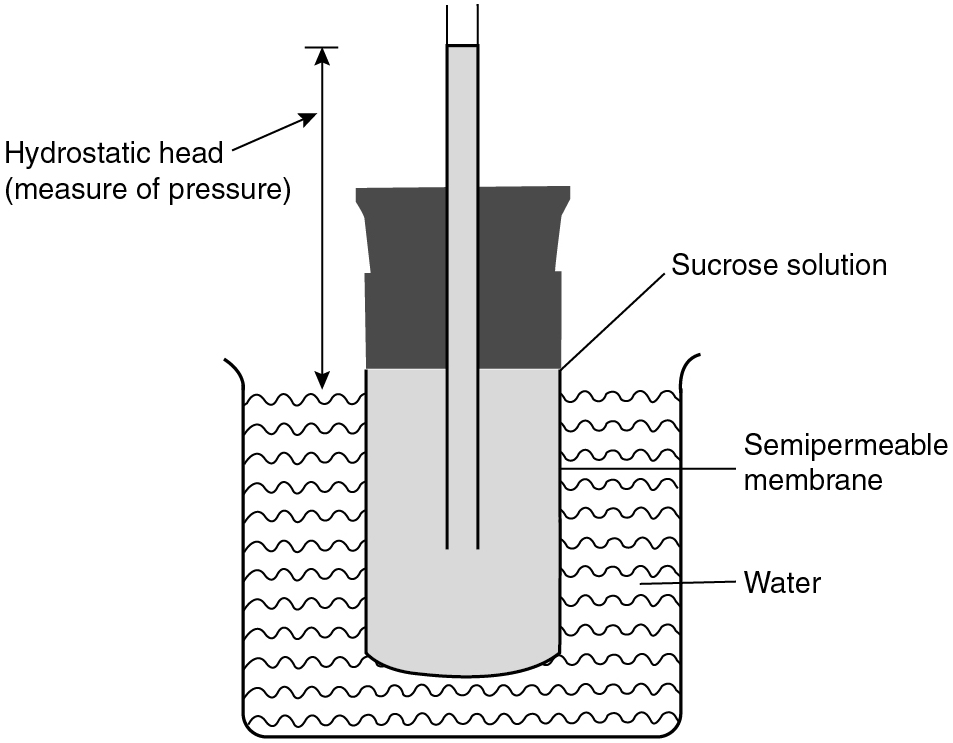 Hydrostatic head
(measure of pressure)
Sucrose solution
Semipermeable
membrane
Water